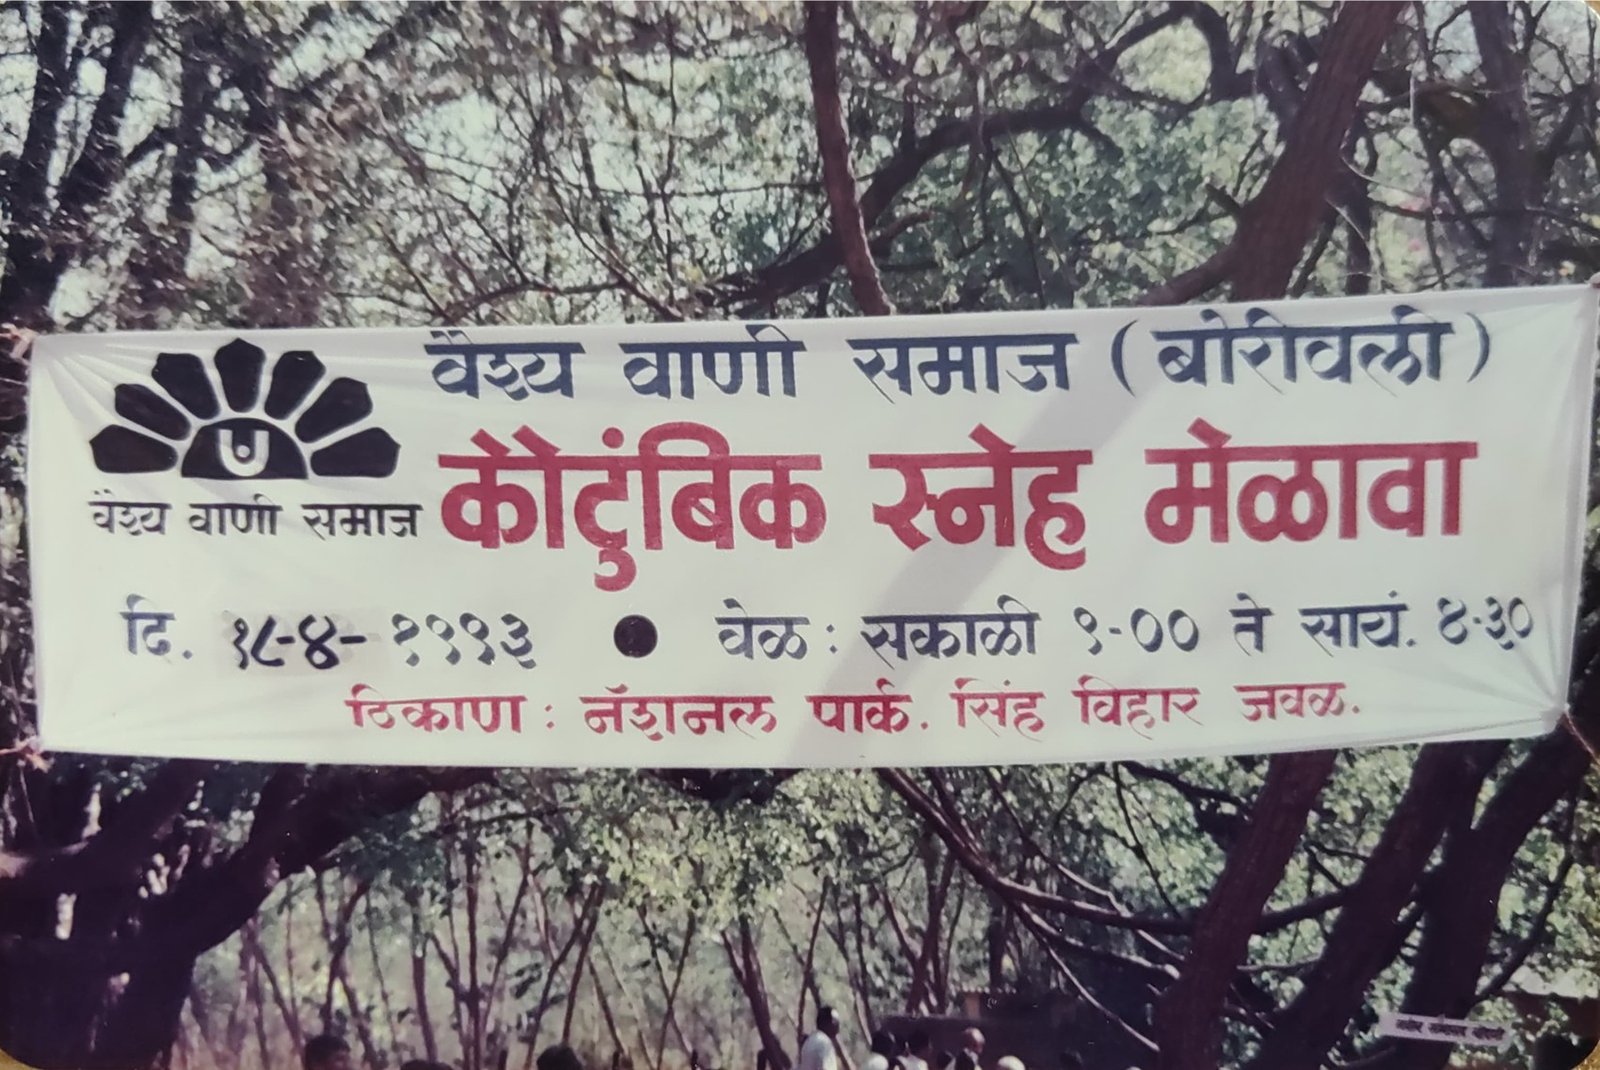 वैश्य वाणी समाज (बोरीवली)
वैश्य वाणी समाज
कौटुंबिक स्नेह मेळावा
दि. १८-४-१९९३ ● वेळ : सकाळी ९-०० ते सायं. ४-३०
ठिकाण : नॅशनल पार्क. सिंह विहार जवळ.